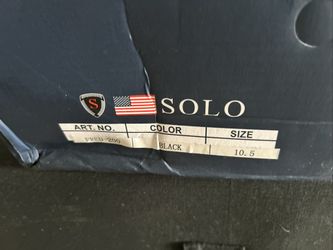 S SOLO
ART. NO. COLOR SIZE
BLACK 10.5